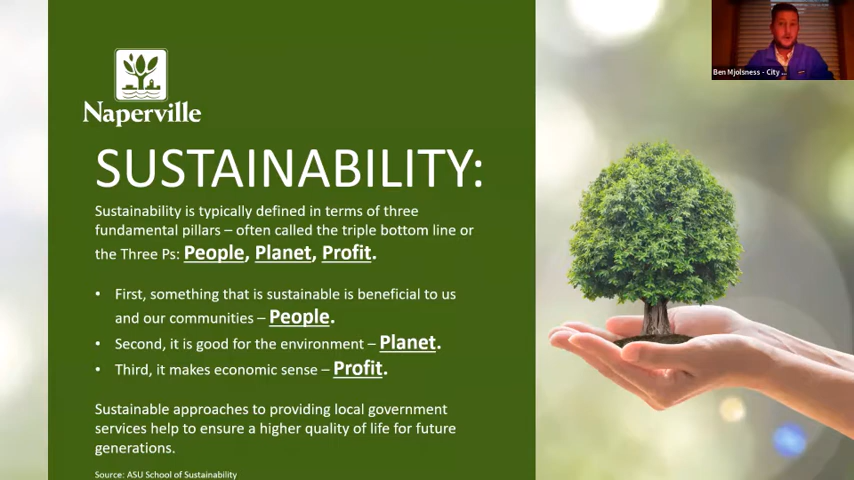 Ben Mjolsness - City ...
Naperville
SUSTAINABILITY:
Sustainability is typically defined in terms of three
fundamental pillars – often called the triple bottom line or
the Three Ps: People, Planet, Profit.
• First, something that is sustainable is beneficial to us
and our communities – People.
• Second, it is good for the environment – Planet.
• Third, it makes economic sense – Profit.
Sustainable approaches to providing local government
services help to ensure a higher quality of life for future
generations.
Source: ASU School of Sustainability